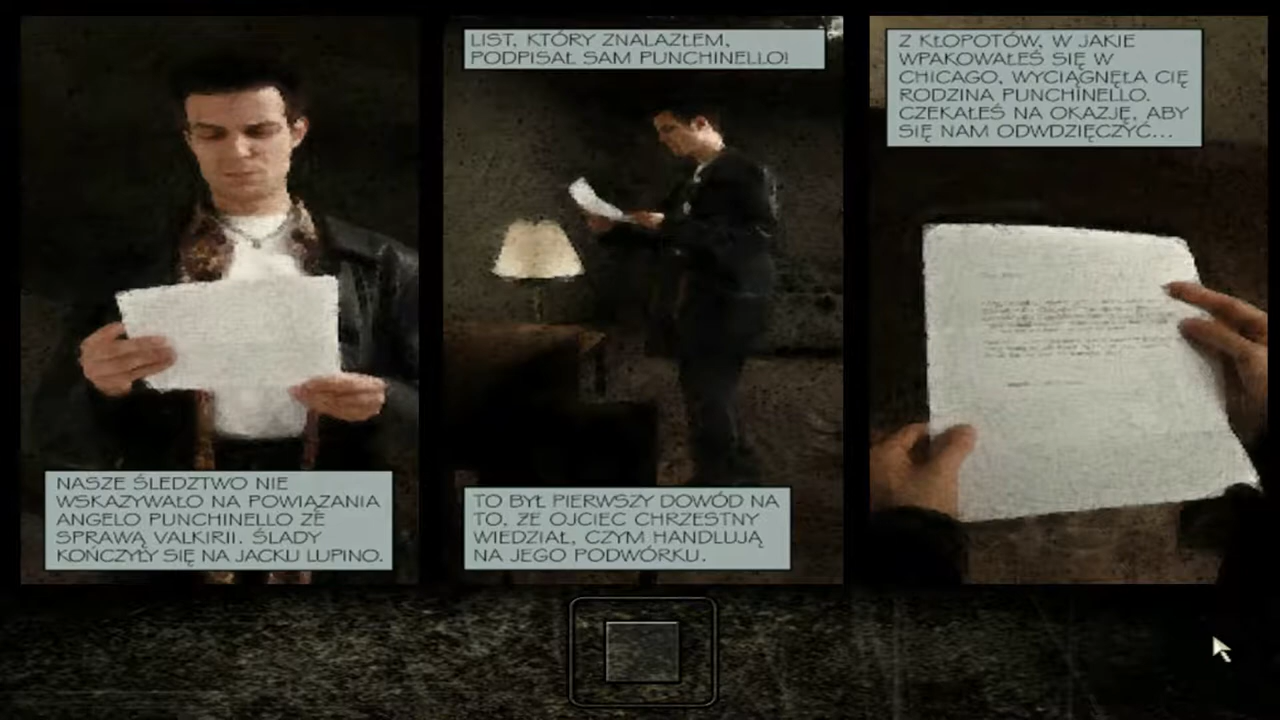 NASZE ŚLEDZTWO NIE
WSKAZYWAŁO NA POWIĄZANIA
ANGELO PUNCHINELLO ZE
SPRAWĄ VALKIRII. ŚLADY
KOŃCZYŁY SIĘ NA JACKU LUPINO.
LIST, KTÓRY ZNALAZŁEM,
PODPISAŁ SAM PUNCHINELLO!
TO BYŁ PIERWSZY DOWÓD NA
TO, ŻE OJCIEC CHRZESTNY
WIEDZIAŁ, CZYM HANDLUJĄ
NA JEGO PODWÓRKU.
Z KŁOPOTÓW, W JAKIE
WPAKOWAŁEŚ SIĘ W
CHICAGO, WYCIĄGNĘŁA CIĘ
RODZINA PUNCHINELLO.
CZEKAŁEŚ NA OKAZJĘ, ABY
SIĘ NAM ODWDZIĘCZYĆ...